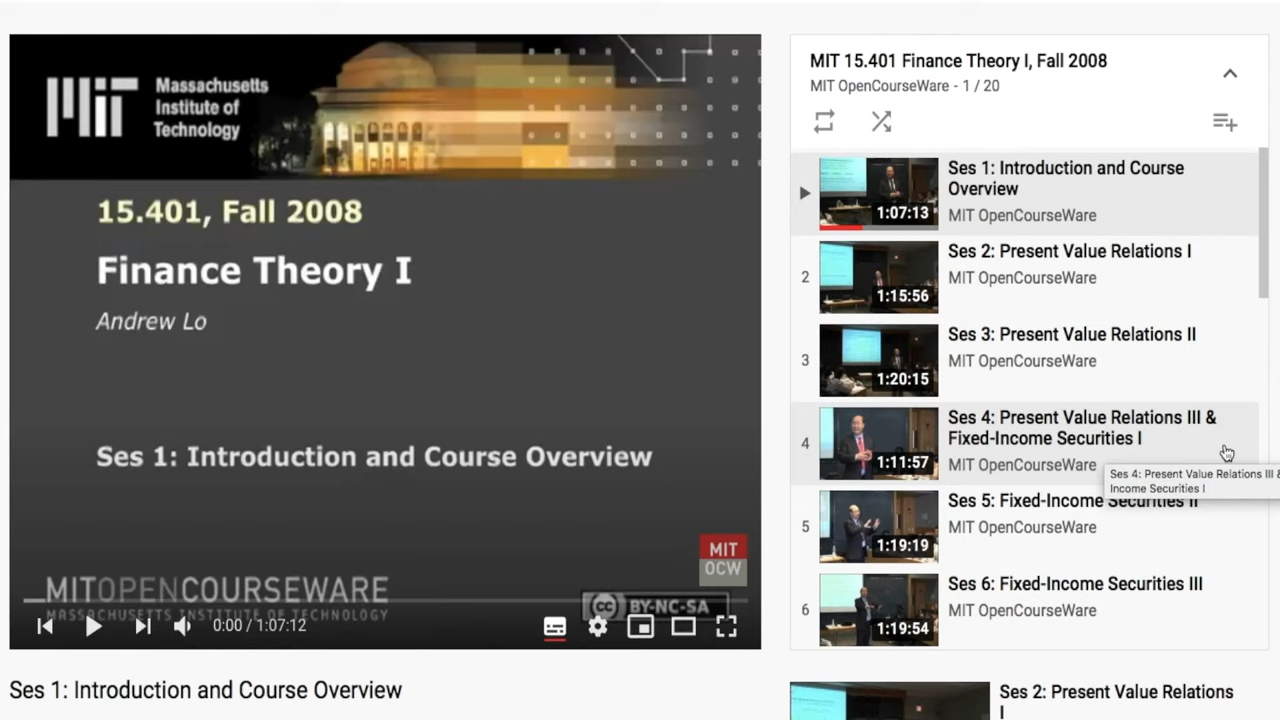 Massachusetts
Institute of
Technology
15.401, Fall 2008
Finance Theory I
Andrew Lo
Ses 1: Introduction and Course Overview
MIT
OCW
MITOPENCOURSEWARE
MASSACHUSETTS INSTITUTE OF TECHNOLOGY
cc BY-NC-SA
0:00 / 1:07:12
Ses 1: Introduction and Course Overview
MIT 15.401 Finance Theory I, Fall 2008
MIT OpenCourseWare - 1 / 20
Ses 1: Introduction and Course
Overview
MIT OpenCourseWare
1:07:13
2
Ses 2: Present Value Relations I
MIT OpenCourseWare
1:15:56
3
Ses 3: Present Value Relations II
MIT OpenCourseWare
1:20:15
4
Ses 4: Present Value Relations III &
Fixed-Income Securities I
MIT OpenCourseWare
1:11:57
Ses 4: Present Value Relations III &
Income Securities I
5
Ses 5: Fixed-Income Securities II
MIT OpenCourseWare
1:19:19
6
Ses 6: Fixed-Income Securities III
MIT OpenCourseWare
1:19:54
Ses 2: Present Value Relations
I